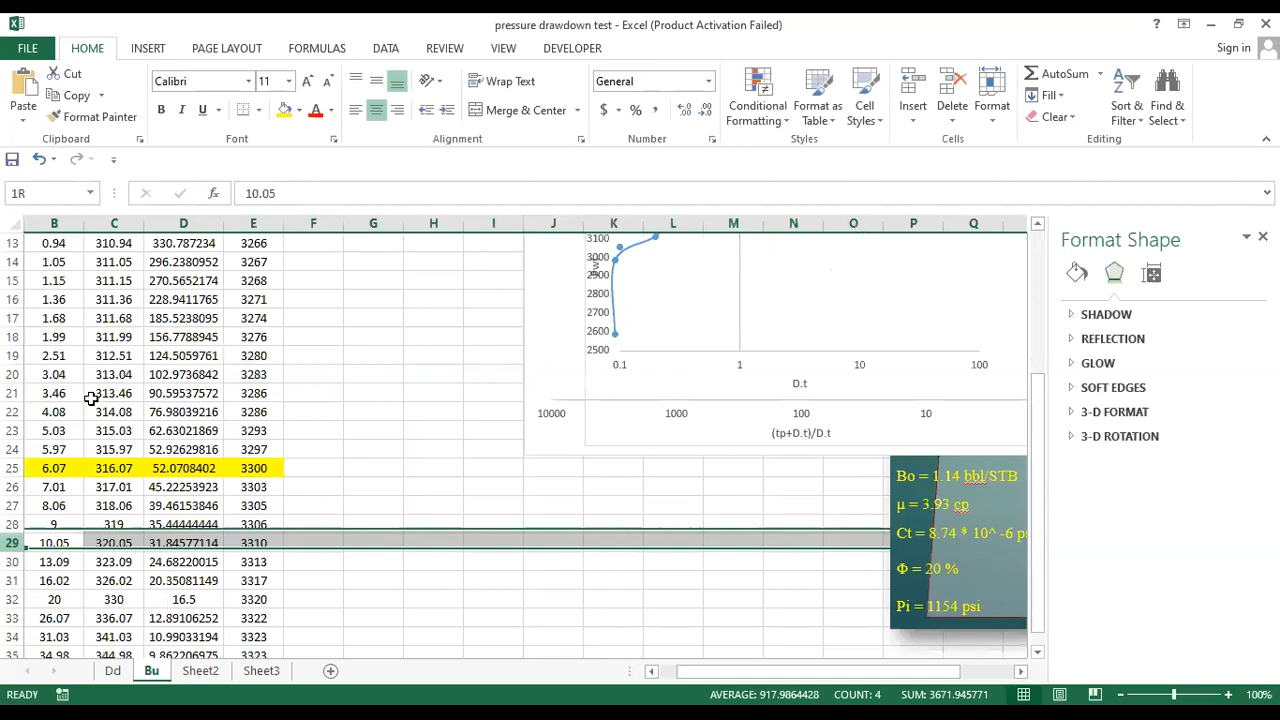 pressure drawdown test - Excel (Product Activation Failed)
FILE HOME INSERT PAGE LAYOUT FORMULAS DATA REVIEW VIEW DEVELOPER Sign in
Paste
Cut
Copy
Format Painter
Clipboard
Calibri 11
B I U
Font
Wrap Text
Merge & Center
Alignment
General
$ % ,
Number
Conditional Formatting
Format as Table
Cell Styles
Styles
Insert
Delete
Format
Cells
AutoSum
Fill
Clear
Sort & Filter
Find & Select
Editing
1R 10.05
B C D E F G H I J K L M N O P Q
13 0.94 310.94 330.787234 3266
14 1.05 311.05 296.2380952 3267
15 1.15 311.15 270.5652174 3268
16 1.36 311.36 228.9411765 3271
17 1.68 311.68 185.5238095 3274
18 1.99 311.99 156.7788945 3276
19 2.51 312.51 124.5059761 3280
20 3.04 313.04 102.9736842 3283
21 3.46 313.46 90.59537572 3286
22 4.08 314.08 76.98039216 3286
23 5.03 315.03 62.63021869 3293
24 5.97 315.97 52.92629816 3297
25 6.07 316.07 52.0708402 3300
26 7.01 317.01 45.22253923 3303
27 8.06 318.06 39.46153846 3305
28 9 319 35.44444444 3306
29 10.05 320.05 31.84577114 3310
30 13.09 323.09 24.68220015 3313
31 16.02 326.02 20.35081149 3317
32 20 330 16.5 3320
33 26.07 336.07 12.89106252 3322
34 31.03 341.03 10.99033194 3323
35 34.98 344.98 9.862206975 3323
3100
3000
2900
2800
2700
2600
2500
0.1 1 10 100
D.t
10000 1000 100 10
(tp+D.t)/D.t
Bo = 1.14 bbl/STB
μ = 3.93 cp
Ct = 8.74 * 10^ -6 ps
Φ = 20 %
Pi = 1154 psi
Format Shape
SHADOW
REFLECTION
GLOW
SOFT EDGES
3-D FORMAT
3-D ROTATION
Dd Bu Sheet2 Sheet3
READY AVERAGE: 917.9864428 COUNT: 4 SUM: 3671.945771 100%